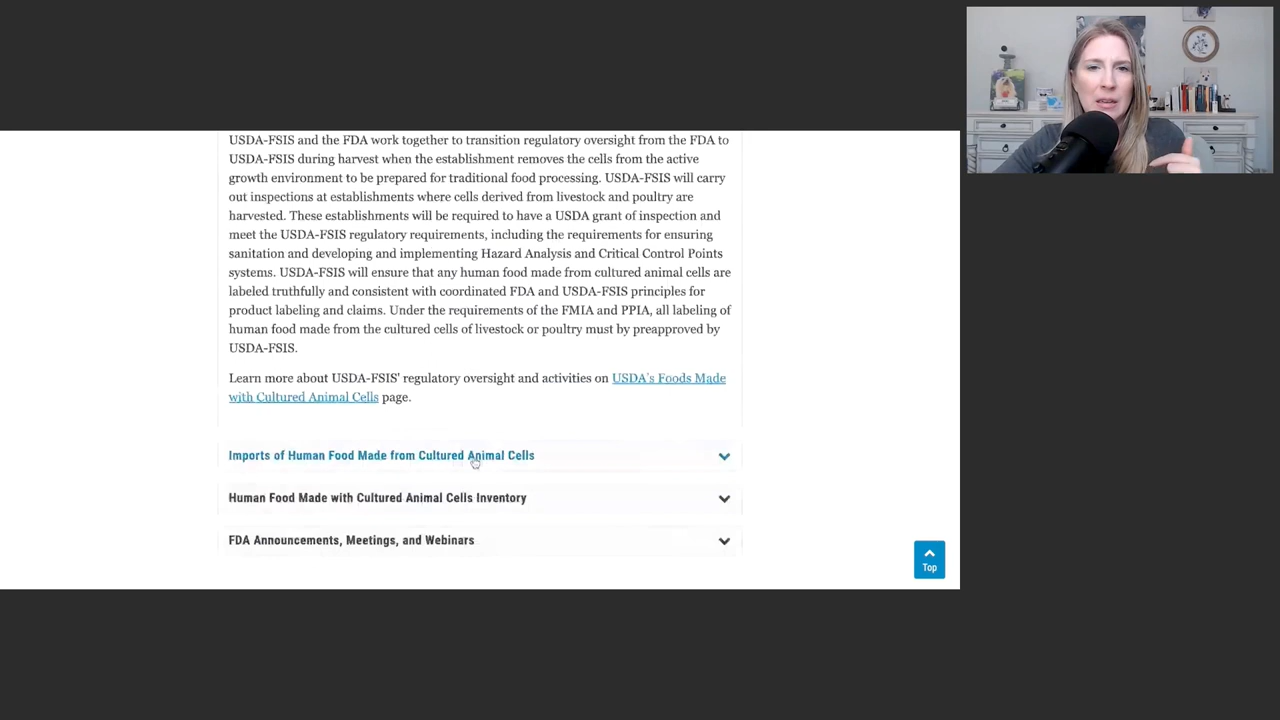 USDA-FSIS and the FDA work together to transition regulatory oversight from the FDA to
USDA-FSIS during harvest when the establishment removes the cells from the active
growth environment to be prepared for traditional food processing. USDA-FSIS will carry
out inspections at establishments where cells derived from livestock and poultry are
harvested. These establishments will be required to have a USDA grant of inspection and
meet the USDA-FSIS regulatory requirements, including the requirements for ensuring
sanitation and developing and implementing Hazard Analysis and Critical Control Points
systems. USDA-FSIS will ensure that any human food made from cultured animal cells are
labeled truthfully and consistent with coordinated FDA and USDA-FSIS principles for
product labeling and claims. Under the requirements of the FMIA and PPIA, all labeling of
human food made from the cultured cells of livestock or poultry must by preapproved by
USDA-FSIS.
Learn more about USDA-FSIS' regulatory oversight and activities on USDA's Foods Made
with Cultured Animal Cells page.
Imports of Human Food Made from Cultured Animal Cells
Human Food Made with Cultured Animal Cells Inventory
FDA Announcements, Meetings, and Webinars
Top